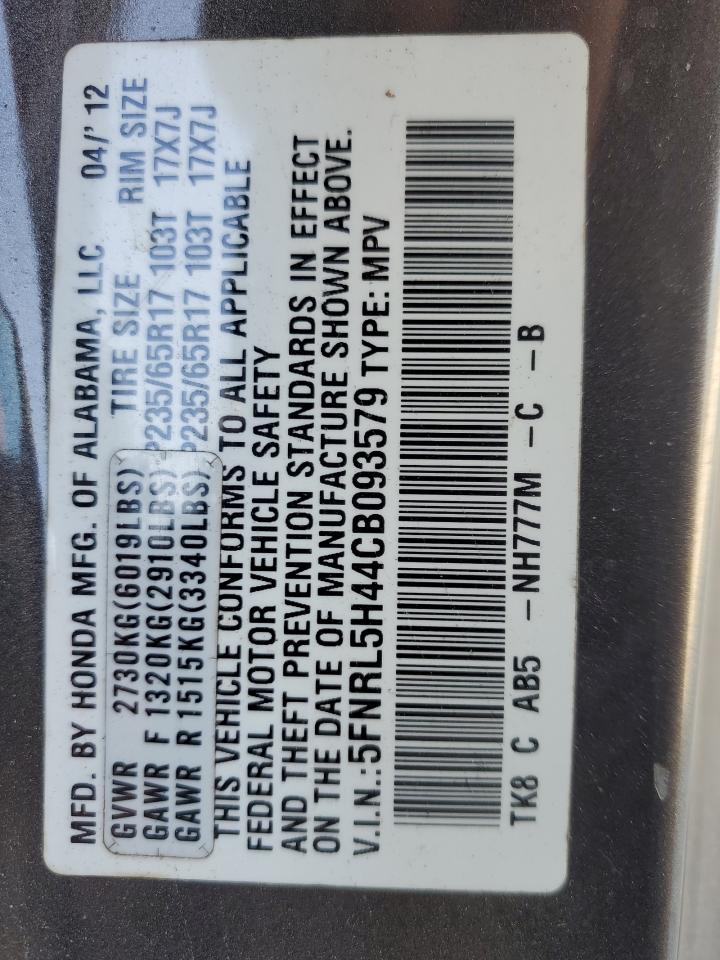 MFD. BY HONDA MFG. OF ALABAMA, LLC 04/' 12
GVWR 2730KG(6019LBS) TIRE SIZE RIM SIZE
GAWR F 1320KG(2910LBS) P235/65R17 103T 17X7J
GAWR R 1515KG(3340LBS) P235/65R17 103T 17X7J
THIS VEHICLE CONFORMS TO ALL APPLICABLE
FEDERAL MOTOR VEHICLE SAFETY
AND THEFT PREVENTION STANDARDS IN EFFECT
ON THE DATE OF MANUFACTURE SHOWN ABOVE.
V.I.N.:5FNRL5H44CB093579 TYPE: MPV
TK8 C AB5 -NH777M -C -B